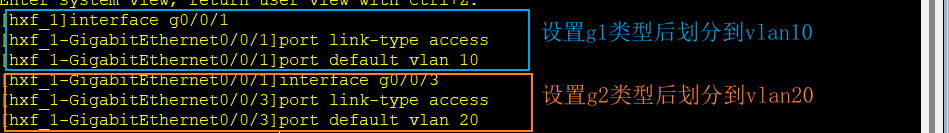 Enter system view, return user view with Ctrl+Z.
[hxf_1]interface g0/0/1
[hxf_1-GigabitEthernet0/0/1]port link-type access
[hxf_1-GigabitEthernet0/0/1]port default vlan 10
设置g1类型后划分到vlan10
[hxf_1-GigabitEthernet0/0/1]interface g0/0/3
[hxf_1-GigabitEthernet0/0/3]port link-type access
[hxf_1-GigabitEthernet0/0/3]port default vlan 20
设置g2类型后划分到vlan20